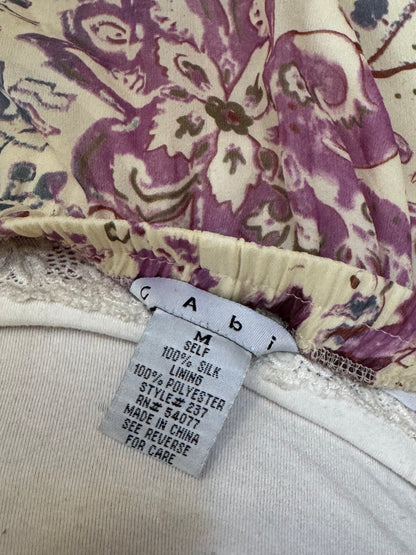 CAbi
M
SELF
100% SILK
LINING
100% POLYESTER
STYLE# 237
RN# 54077
MADE IN CHINA
SEE REVERSE
FOR CARE